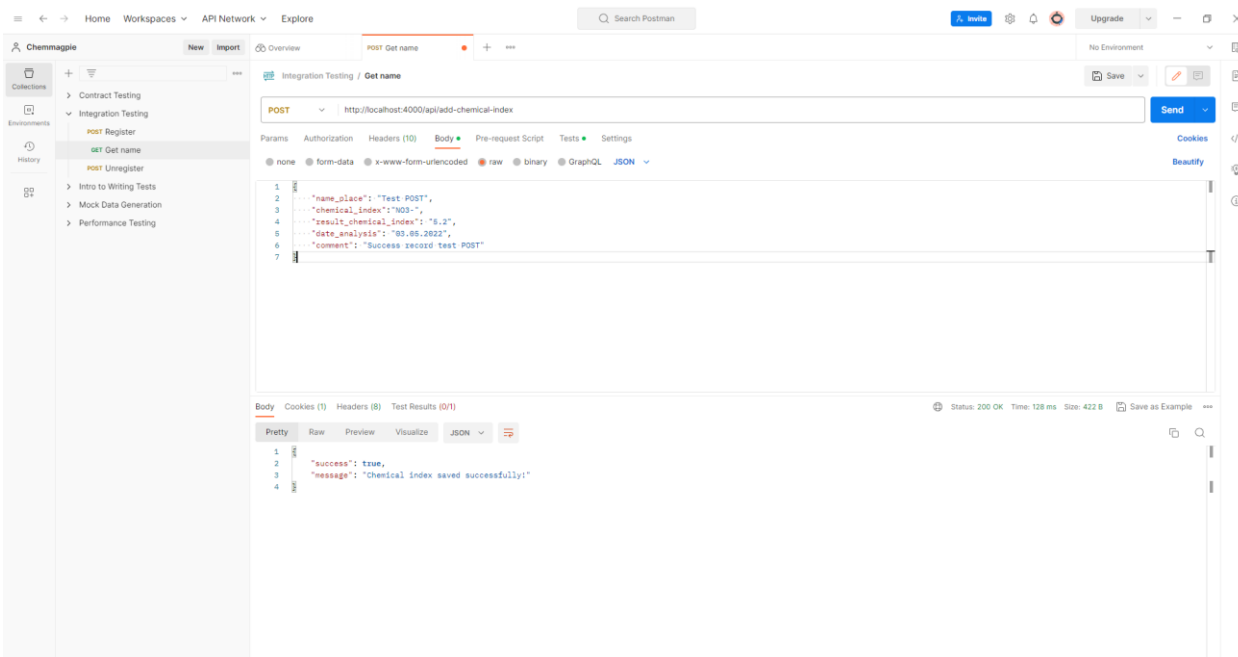 Home Workspaces API Network Explore Search Postman Invite Upgrade
Chemmagpie New Import Overview POST Get name No Environment
Collections
Environments
History
Contract Testing
Integration Testing
POST Register
GET Get name
POST Unregister
Intro to Writing Tests
Mock Data Generation
Performance Testing
Integration Testing / Get name Save
POST http://localhost:4000/api/add-chemical-index Send
Params Authorization Headers (10) Body Pre-request Script Tests Settings Cookies
none form-data x-www-form-urlencoded raw binary GraphQL JSON Beautify
1 {
2 "name_place": "Test POST",
3 "chemical_index":"NO3-",
4 "result_chemical_index": "6.2",
5 "date_analysis": "03.05.2022",
6 "comment": "Success record test POST"
7 }
Body Cookies (1) Headers (8) Test Results (0/1) Status: 200 OK Time: 128 ms Size: 422 B Save as Example
Pretty Raw Preview Visualize JSON
1 {
2 "success": true,
3 "message": "Chemical index saved successfully!"
4 }